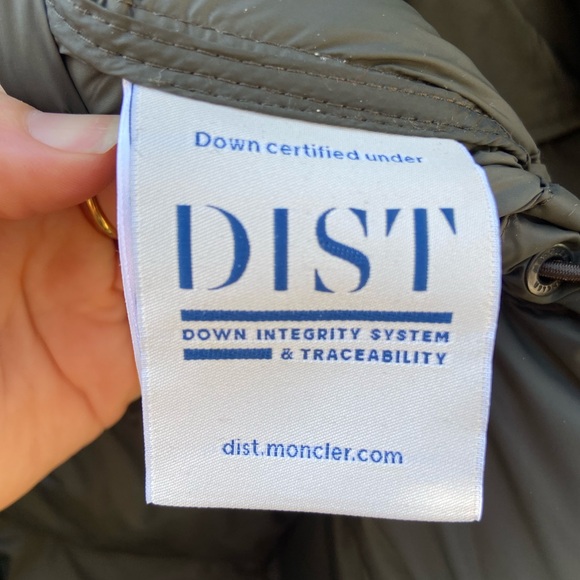 Down certified under
DIST
DOWN INTEGRITY SYSTEM
& TRACEABILITY
dist.moncler.com